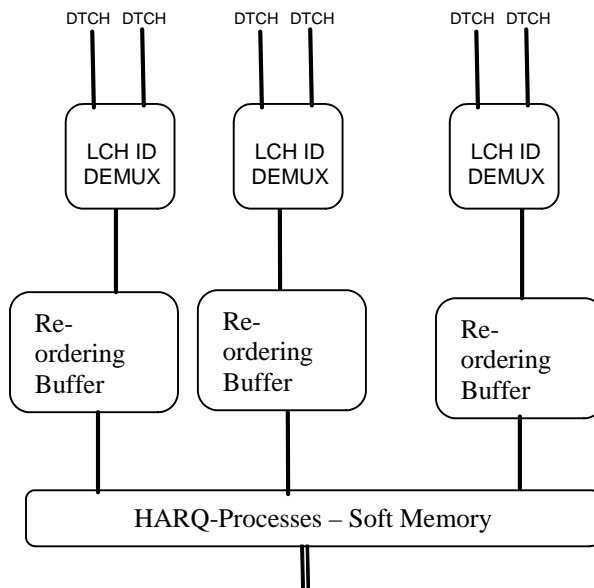 DTCH DTCH DTCH DTCH DTCH DTCH
LCH ID
DEMUX
LCH ID
DEMUX
LCH ID
DEMUX
Re-
ordering
Buffer
Re-
ordering
Buffer
Re-
ordering
Buffer
HARQ-Processes – Soft Memory